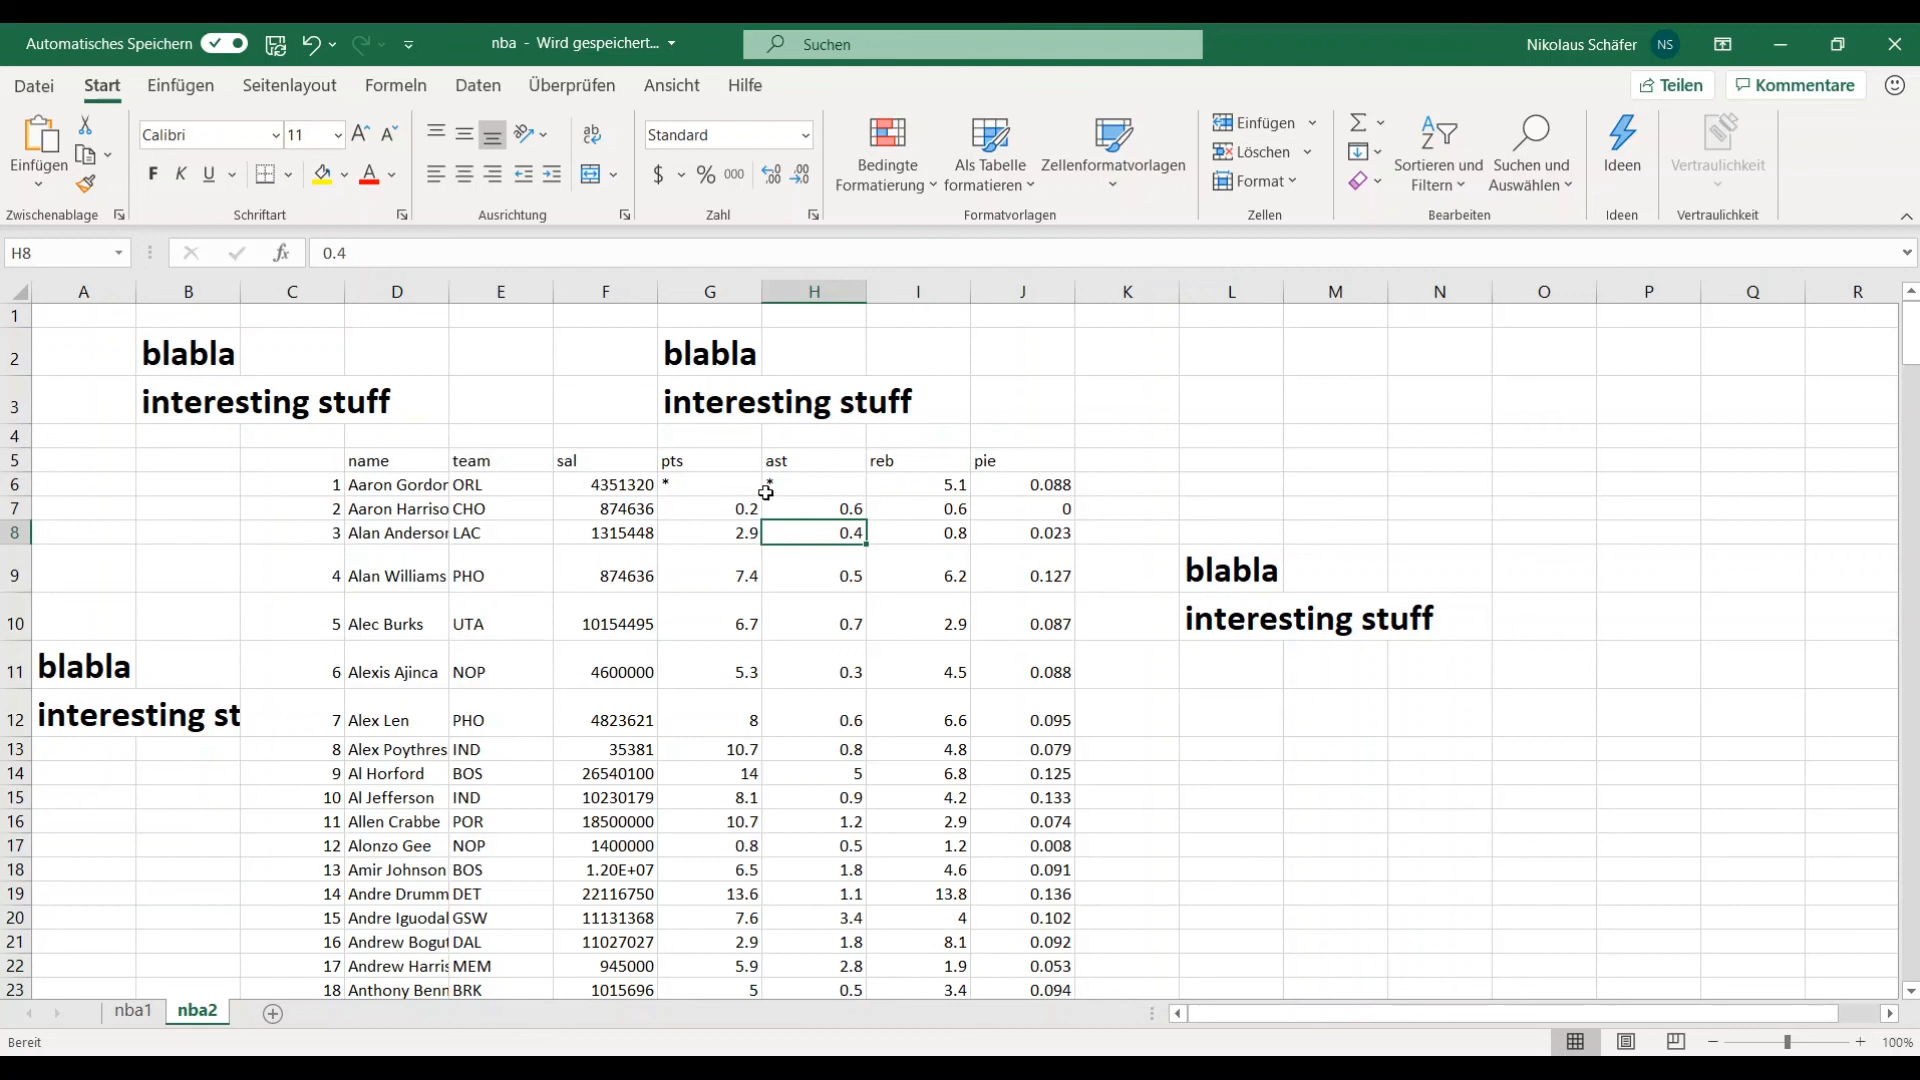 Automatisches Speichern nba - Wird gespeichert... Suchen Nikolaus Schäfer NS
Datei Start Einfügen Seitenlayout Formeln Daten Überprüfen Ansicht Hilfe Teilen Kommentare
Einfügen
Zwischenablage
Calibri 11
F K U
Schriftart
ab
Ausrichtung
Standard
$ % 000
Zahl
Bedingte Formatierung
Als Tabelle formatieren
Zellenformatvorlagen
Formatvorlagen
Einfügen
Löschen
Format
Zellen
Sortieren und Filtern
Suchen und Auswählen
Bearbeiten
Ideen
Ideen
Vertraulichkeit
Vertraulichkeit
H8 fx 0.4
A B C D E F G H I J K L M N O P Q R
1
2 blabla blabla
3 interesting stuff interesting stuff
4
5 name team sal pts ast reb pie
6 1 Aaron Gordor ORL 4351320 * * 5.1 0.088
7 2 Aaron Harriso CHO 874636 0.2 0.6 0.6 0
8 3 Alan Andersor LAC 1315448 2.9 0.4 0.8 0.023
9 4 Alan Williams PHO 874636 7.4 0.5 6.2 0.127 blabla
10 5 Alec Burks UTA 10154495 6.7 0.7 2.9 0.087 interesting stuff
11 blabla 6 Alexis Ajinca NOP 4600000 5.3 0.3 4.5 0.088
12 interesting st 7 Alex Len PHO 4823621 8 0.6 6.6 0.095
13 8 Alex Poythres IND 35381 10.7 0.8 4.8 0.079
14 9 Al Horford BOS 26540100 14 5 6.8 0.125
15 10 Al Jefferson IND 10230179 8.1 0.9 4.2 0.133
16 11 Allen Crabbe POR 18500000 10.7 1.2 2.9 0.074
17 12 Alonzo Gee NOP 1400000 0.8 0.5 1.2 0.008
18 13 Amir Johnson BOS 1.20E+07 6.5 1.8 4.6 0.091
19 14 Andre Drumm DET 22116750 13.6 1.1 13.8 0.136
20 15 Andre Iguodal GSW 11131368 7.6 3.4 4 0.102
21 16 Andrew Bogut DAL 11027027 2.9 1.8 8.1 0.092
22 17 Andrew Harris MEM 945000 5.9 2.8 1.9 0.053
23 18 Anthony Benn BRK 1015696 5 0.5 3.4 0.094
nba1 nba2
Bereit 100%